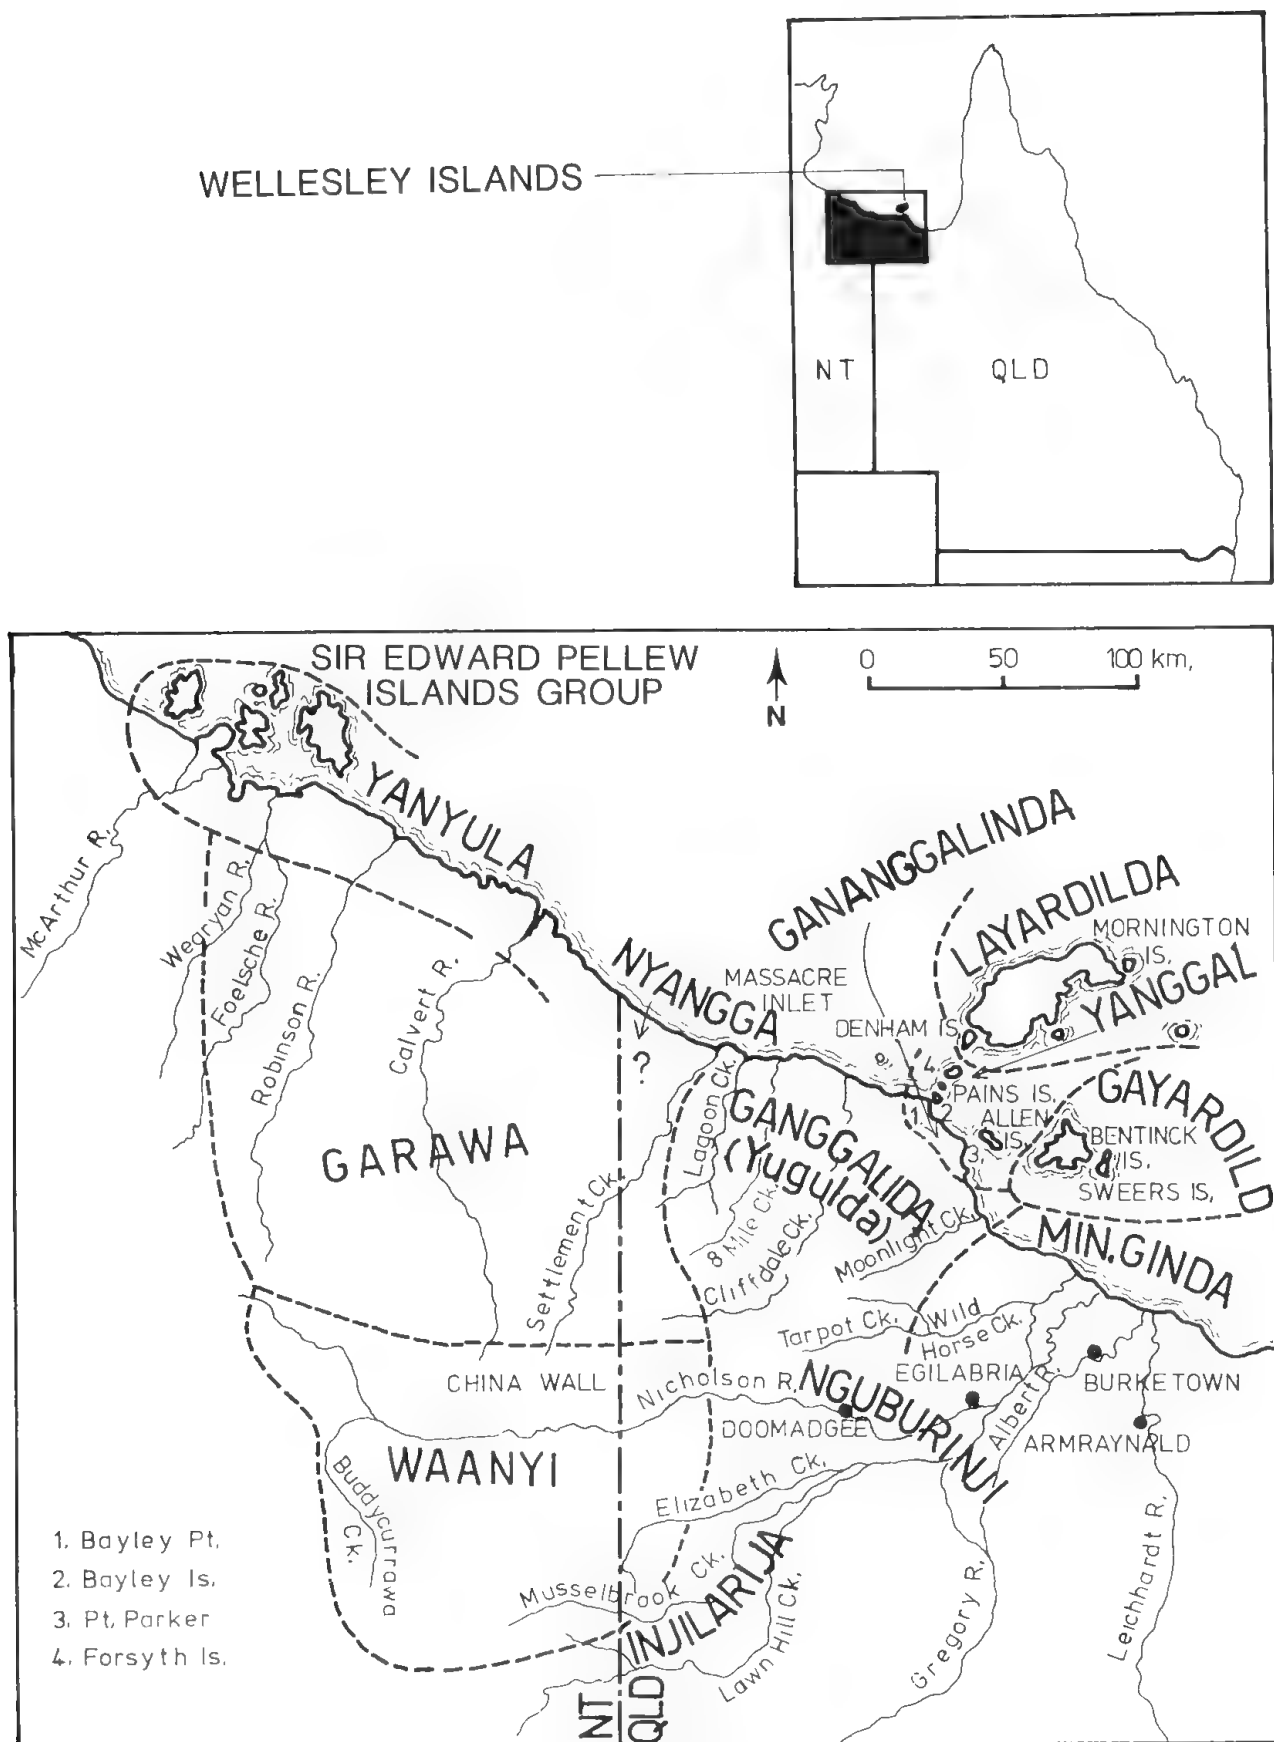 WELLESLEY ISLANDS
NT
QLD
SIR EDWARD PELLEW
ISLANDS GROUP
N
0 50 100 km,
YANYULA
McArthur R.
Wearyan R.
Foelsche R.
Robinson R.
Calvert R.
NYANGGA
?
GANANGGALINDA
LAYARDILDA
MORNINGTON
IS,
YANGGAL
MASSACRE
INLET
DENHAM IS
4
PAINS IS,
1
2
ALLEN
IS,
3,
GAYARDILD
BENTINCK
IS,
SWEERS IS,
GARAWA
Settlement Ck.
Lagoon Ck.
GANGGALIDA
(Yugulda)
8 Mile Ck.
Cliffdale Ck.
Moonlight Ck.
MIN.GINDA
Tarpot Ck.
Wild
Horse Ck.
CHINA WALL
Nicholson R,
NGUBURINJI
EGILABRIA
Albert R.
BURKETOWN
DOOMADGEE
ARMRAYNALD
WAANYI
Buddycurrawa
Ck.
Elizabeth Ck.
Musselbrook Ck.
INJILARIJA
Lawn Hill Ck.
Gregory R.
Leichhardt R.
1. Bayley Pt.
2. Bayley Is.
3. Pt. Parker
4. Forsyth Is.
NT
QLD